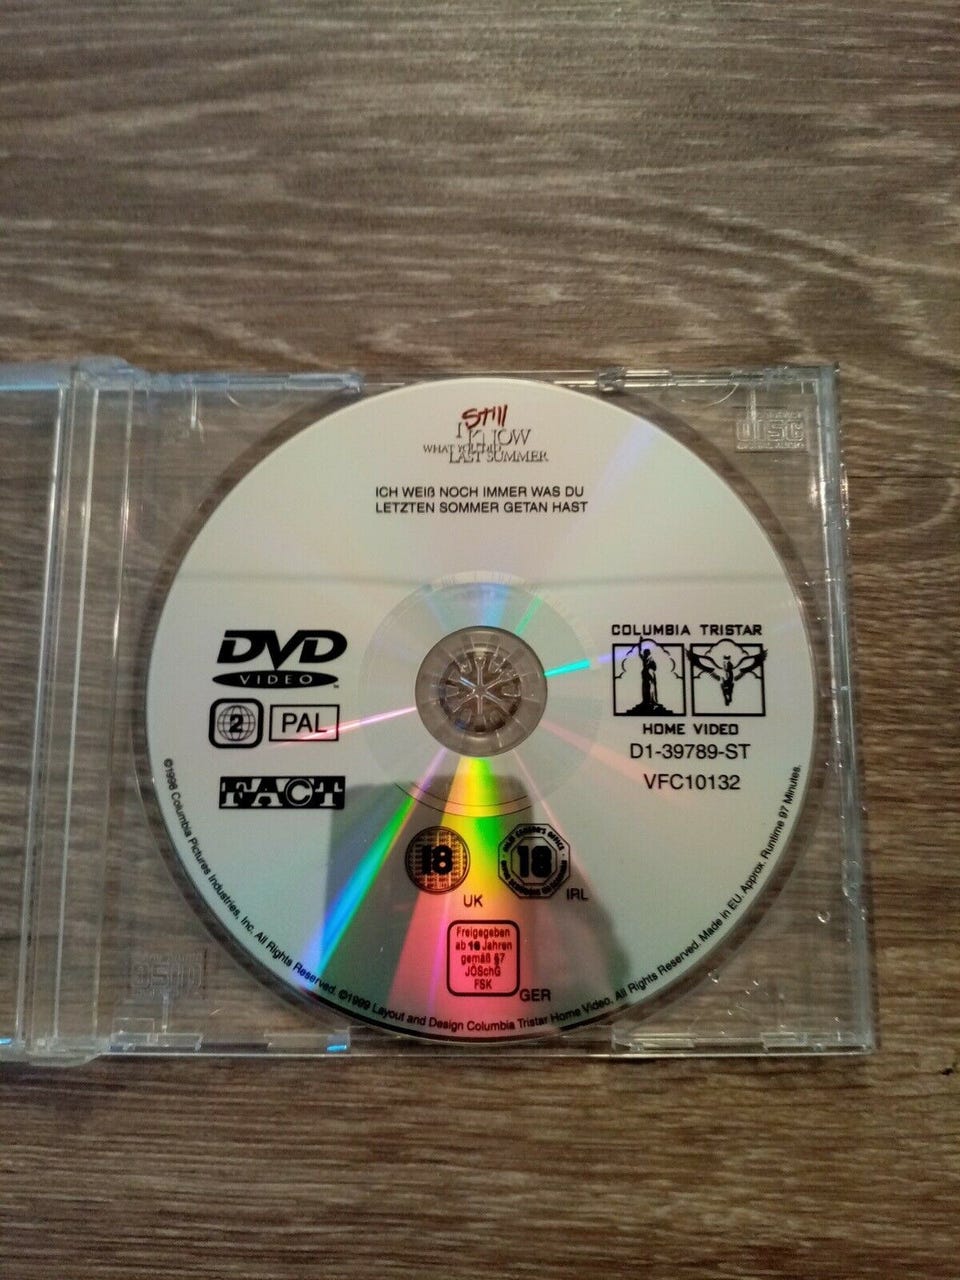 Still
I KNOW
WHAT YOU DID
LAST SUMMER
ICH WEIß NOCH IMMER WAS DU
LETZTEN SOMMER GETAN HAST
DVD
VIDEO
2
PAL
FACT
COLUMBIA TRISTAR
HOME VIDEO
D1-39789-ST
VFC10132
18
UK
18
IRL
Freigegeben
ab 16 Jahren
gemäß §7
JÖSchG
FSK
GER
©1998 Columbia Pictures Industries, Inc. All Rights Reserved. ©1999 Layout and Design Columbia Tristar Home Video. All Rights Reserved. Made in EU. Approx. Runtime 97 Minutes.
DISC